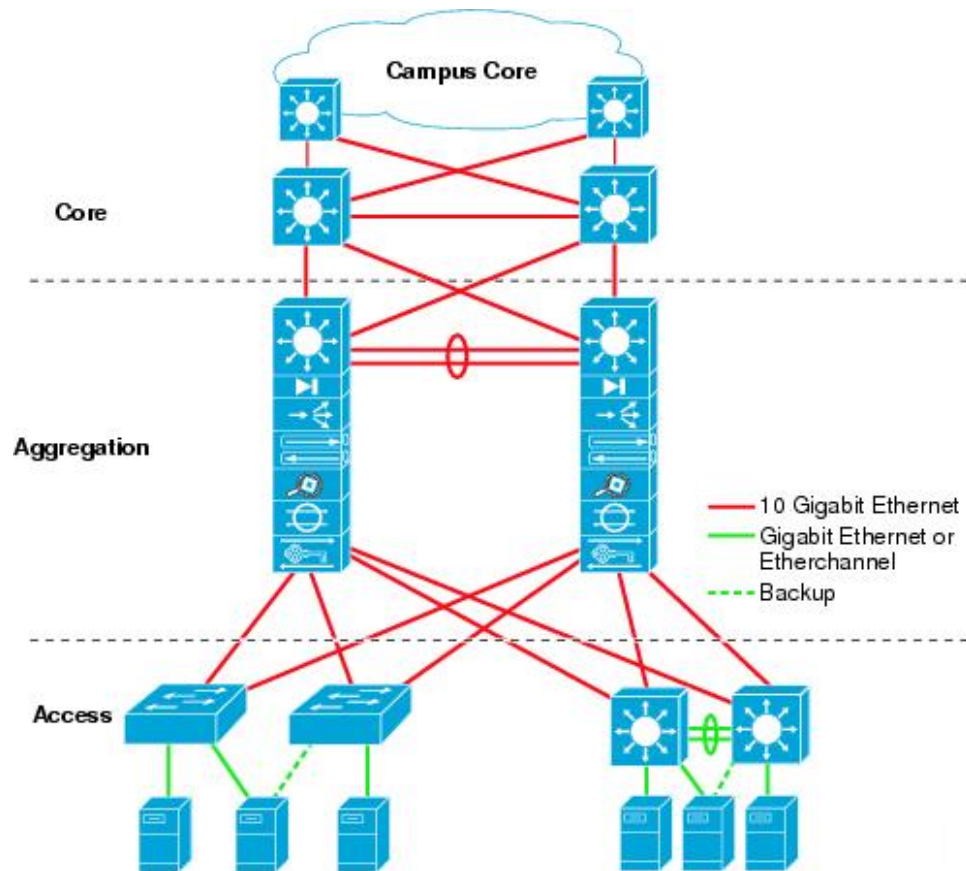 Campus Core
Core
Aggregation
10 Gigabit Ethernet
Gigabit Ethernet or
Etherchannel
Backup
Access